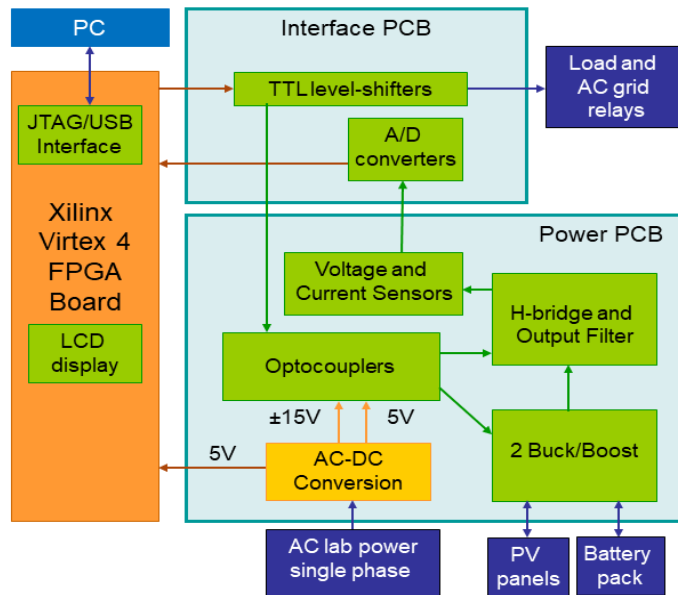 PC
Interface PCB
TTL level-shifters
Load and
AC grid
relays
JTAG/USB
Interface
A/D
converters
Xilinx
Virtex 4
FPGA
Board
LCD
display
Power PCB
Voltage and
Current Sensors
H-bridge and
Output Filter
Optocouplers
±15V
5V
5V
AC-DC
Conversion
2 Buck/Boost
AC lab power
single phase
PV
panels
Battery
pack